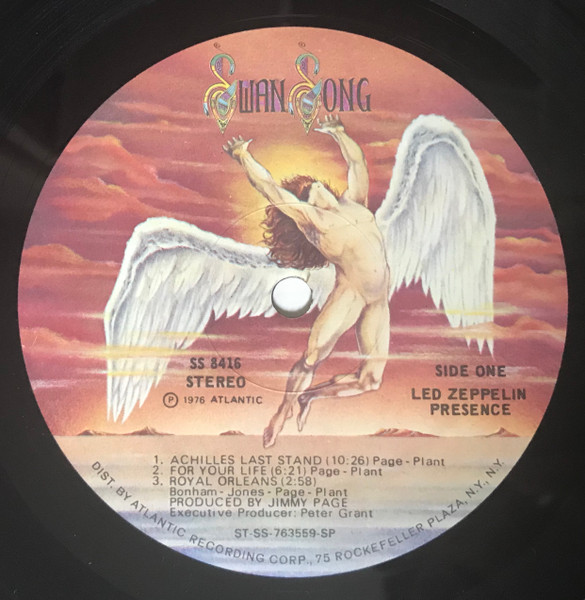 SWAN SONG
SS 8416
STEREO
Ⓟ 1976 ATLANTIC
SIDE ONE
LED ZEPPELIN
PRESENCE
1. ACHILLES LAST STAND (10:26) Page-Plant
2. FOR YOUR LIFE (6:21) Page-Plant
3. ROYAL ORLEANS (2:58)
Bonham-Jones-Page-Plant
PRODUCED BY JIMMY PAGE
Executive Producer: Peter Grant
ST-SS-763559-SP
DIST. BY ATLANTIC RECORDING CORP., 75 ROCKEFELLER PLAZA, N.Y., N.Y.